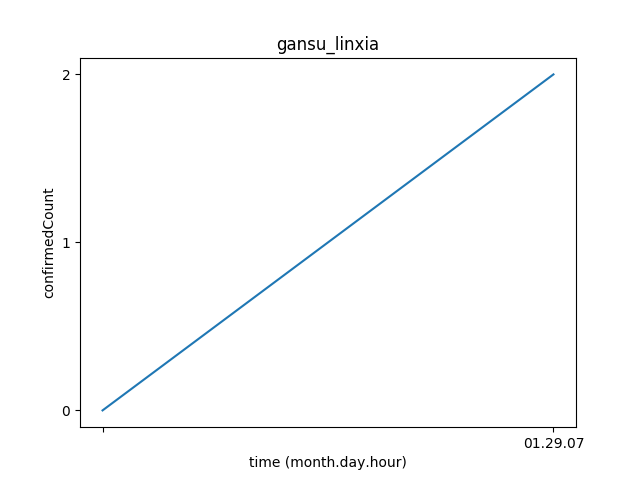 gansu_linxia
2
1
0
confirmedCount
01.29.07
time (month.day.hour)